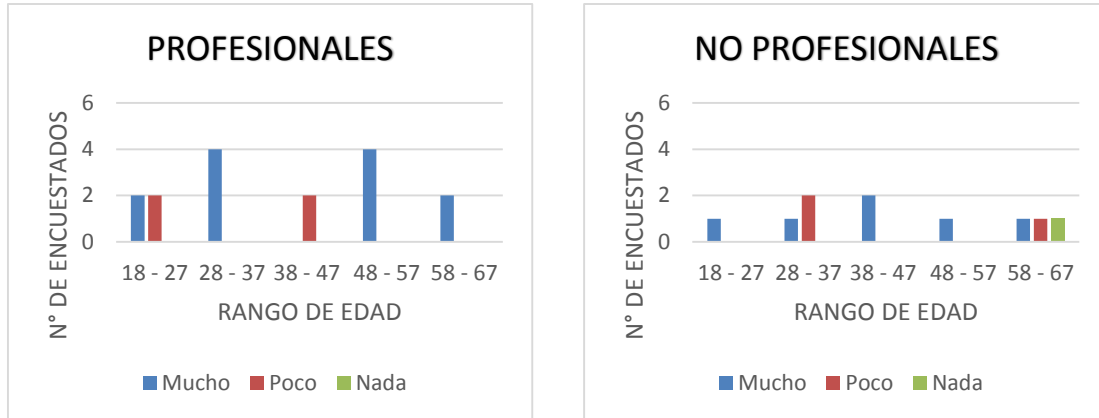 PROFESIONALES
N° DE ENCUESTADOS
6
4
2
0
18 - 27 28 - 37 38 - 47 48 - 57 58 - 67
RANGO DE EDAD
Mucho Poco Nada
NO PROFESIONALES
N° DE ENCUESTADOS
6
4
2
0
18 - 27 28 - 37 38 - 47 48 - 57 58 - 67
RANGO DE EDAD
Mucho Poco Nada